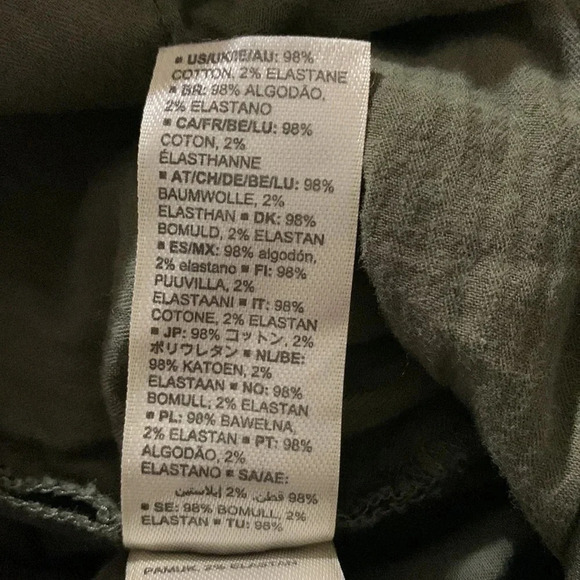 ▪ US/UK/IE/AU: 98%
COTTON, 2% ELASTANE
▪ BR: 98% ALGODÃO,
2% ELASTANO
▪ CA/FR/BE/LU: 98%
COTON, 2%
ÉLASTHANNE
▪ AT/CH/DE/BE/LU: 98%
BAUMWOLLE, 2%
ELASTHAN ▪ DK: 98%
BOMULD, 2% ELASTAN
▪ ES/MX: 98% algodón,
2% elastano ▪ FI: 98%
PUUVILLA, 2%
ELASTAANI ▪ IT: 98%
COTONE, 2% ELASTAN
▪ JP: 98% コットン, 2%
ポリウレタン ▪ NL/BE:
98% KATOEN, 2%
ELASTAAN ▪ NO: 98%
BOMULL, 2% ELASTAN
▪ PL: 98% BAWEŁNA,
2% ELASTAN ▪ PT: 98%
ALGODÃO, 2%
ELASTANO ▪ SA/AE:
98% قطن, 2% إيلاستين
▪ SE: 98% BOMULL, 2%
ELASTAN ▪ TU: 98%
PAMUK, 2% ELASTAN